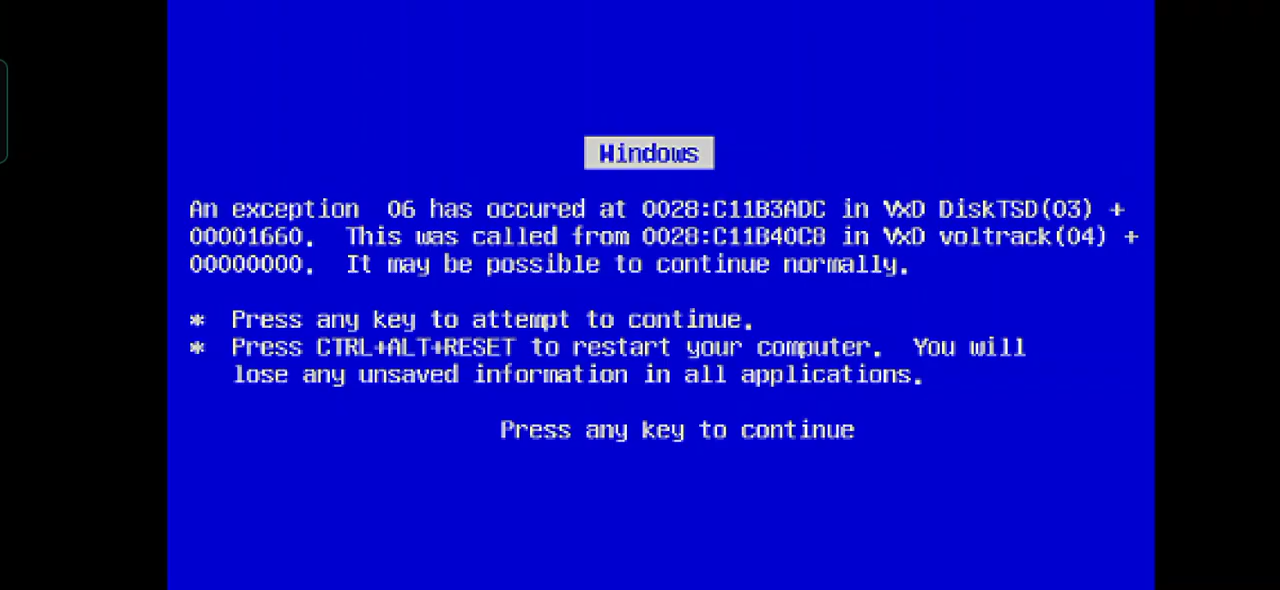 Windows
An exception  06 has occured at 0028:C11B3ADC in VxD DiskTSD(03) +
00001660.  This was called from 0028:C11B40C8 in VxD voltrack(04) +
00000000.  It may be possible to continue normally.
*  Press any key to attempt to continue.
*  Press CTRL+ALT+RESET to restart your computer.  You will
lose any unsaved information in all applications.
Press any key to continue